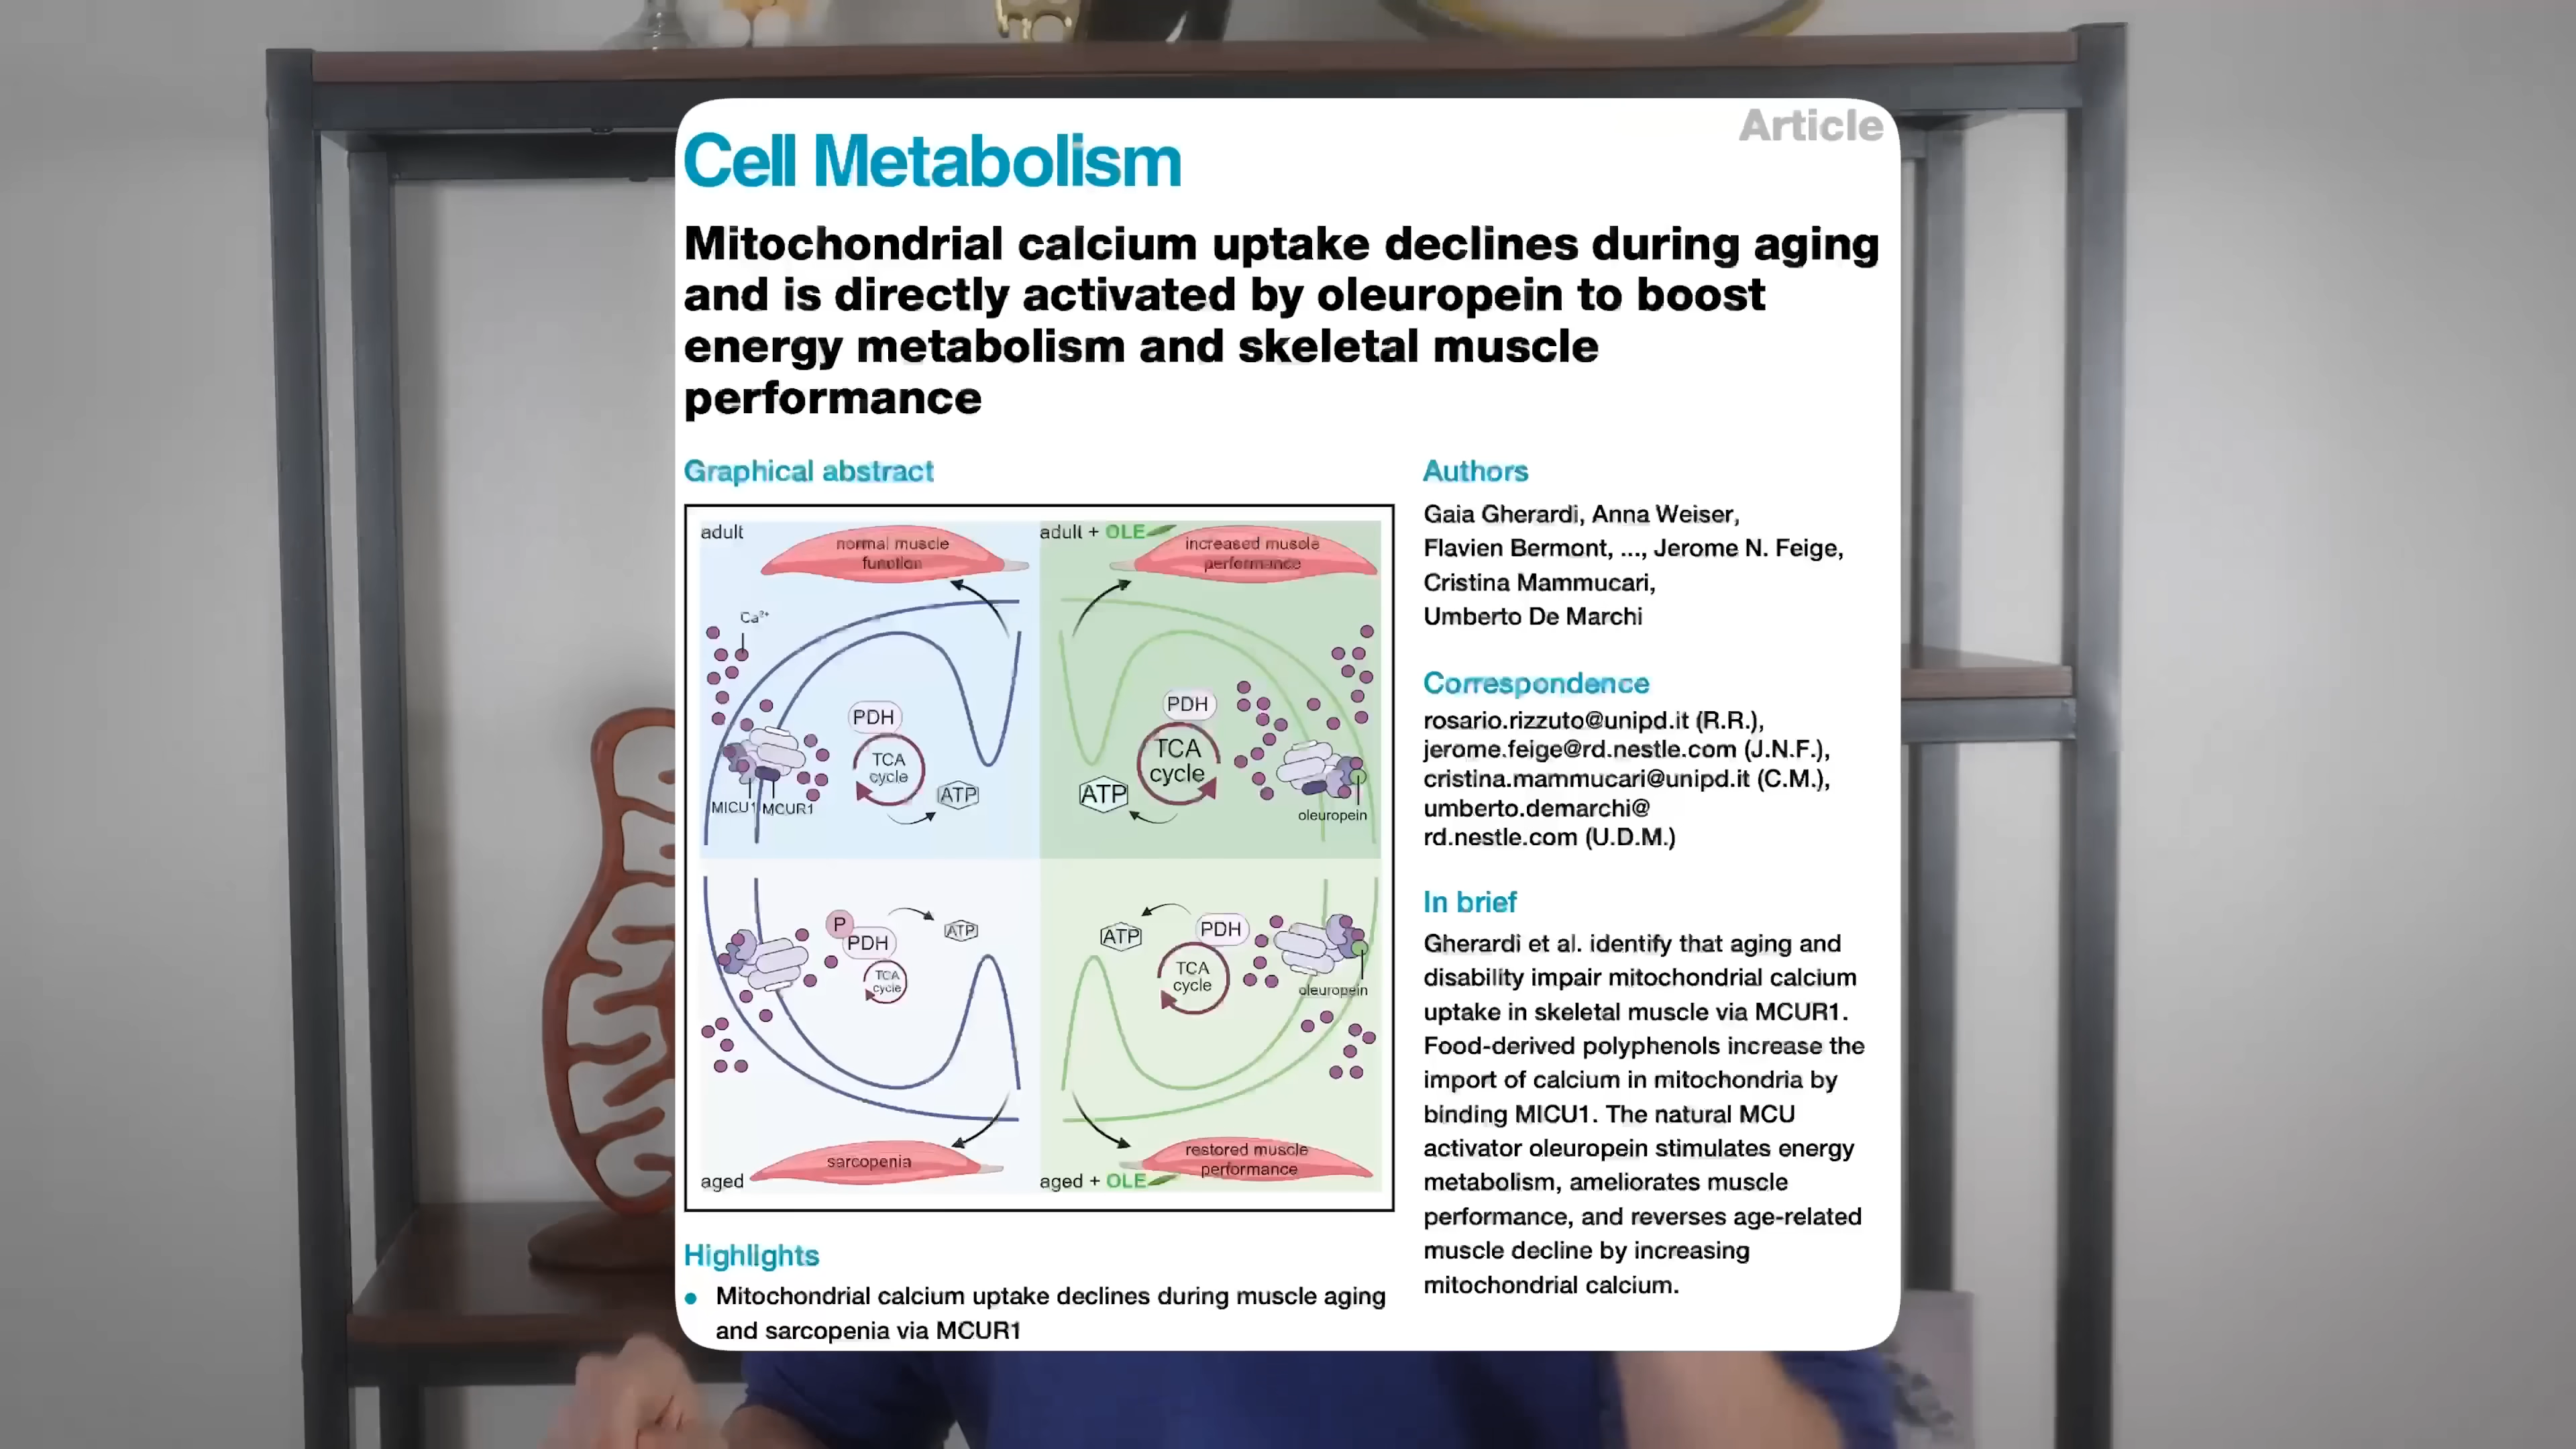 Article
Cell Metabolism
Mitochondrial calcium uptake declines during aging
and is directly activated by oleuropein to boost
energy metabolism and skeletal muscle
performance
Graphical abstract
adult
normal muscle
function
Ca²⁺
PDH
TCA
cycle
ATP
MICU1
MCUR1
adult + OLE
increased muscle
performance
PDH
TCA
cycle
ATP
oleuropein
P
PDH
ATP
TCA
cycle
sarcopenia
aged
ATP
PDH
TCA
cycle
oleuropein
restored muscle
performance
aged + OLE
Highlights
• Mitochondrial calcium uptake declines during muscle aging
and sarcopenia via MCUR1
Authors
Gaia Gherardi, Anna Weiser,
Flavien Bermont, ..., Jerome N. Feige,
Cristina Mammucari,
Umberto De Marchi
Correspondence
rosario.rizzuto@unipd.it (R.R.),
jerome.feige@rd.nestle.com (J.N.F.),
cristina.mammucari@unipd.it (C.M.),
umberto.demarchi@
rd.nestle.com (U.D.M.)
In brief
Gherardi et al. identify that aging and
disability impair mitochondrial calcium
uptake in skeletal muscle via MCUR1.
Food-derived polyphenols increase the
import of calcium in mitochondria by
binding MICU1. The natural MCU
activator oleuropein stimulates energy
metabolism, ameliorates muscle
performance, and reverses age-related
muscle decline by increasing
mitochondrial calcium.